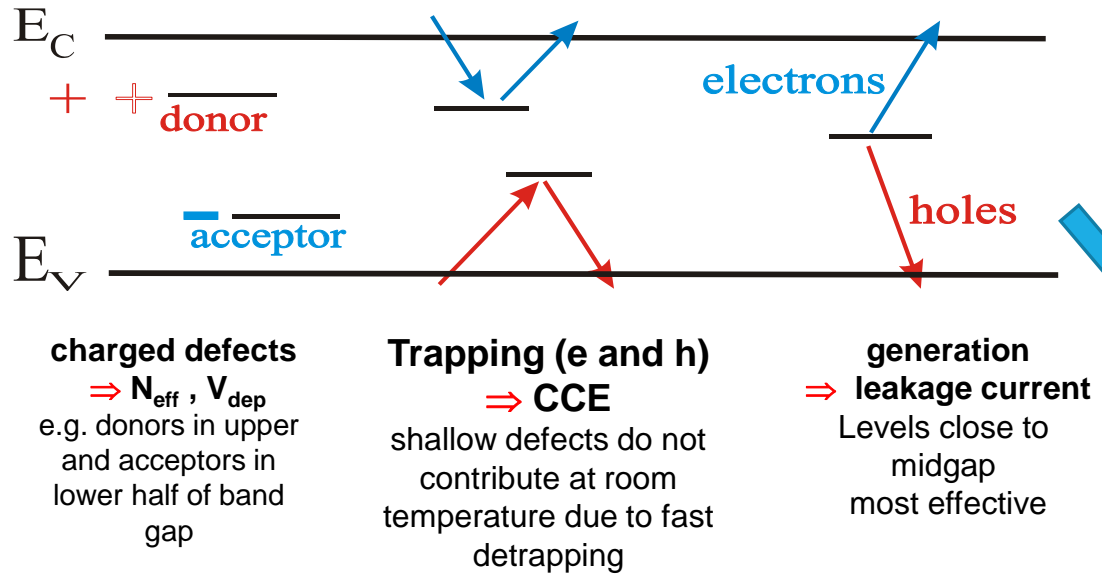 E_C
+ +
donor
acceptor
E_V
electrons
holes
charged defects
⇒ N_eff , V_dep
e.g. donors in upper
and acceptors in
lower half of band
gap
Trapping (e and h)
⇒ CCE
shallow defects do not
contribute at room
temperature due to fast
detrapping
generation
⇒ leakage current
Levels close to
midgap
most effective